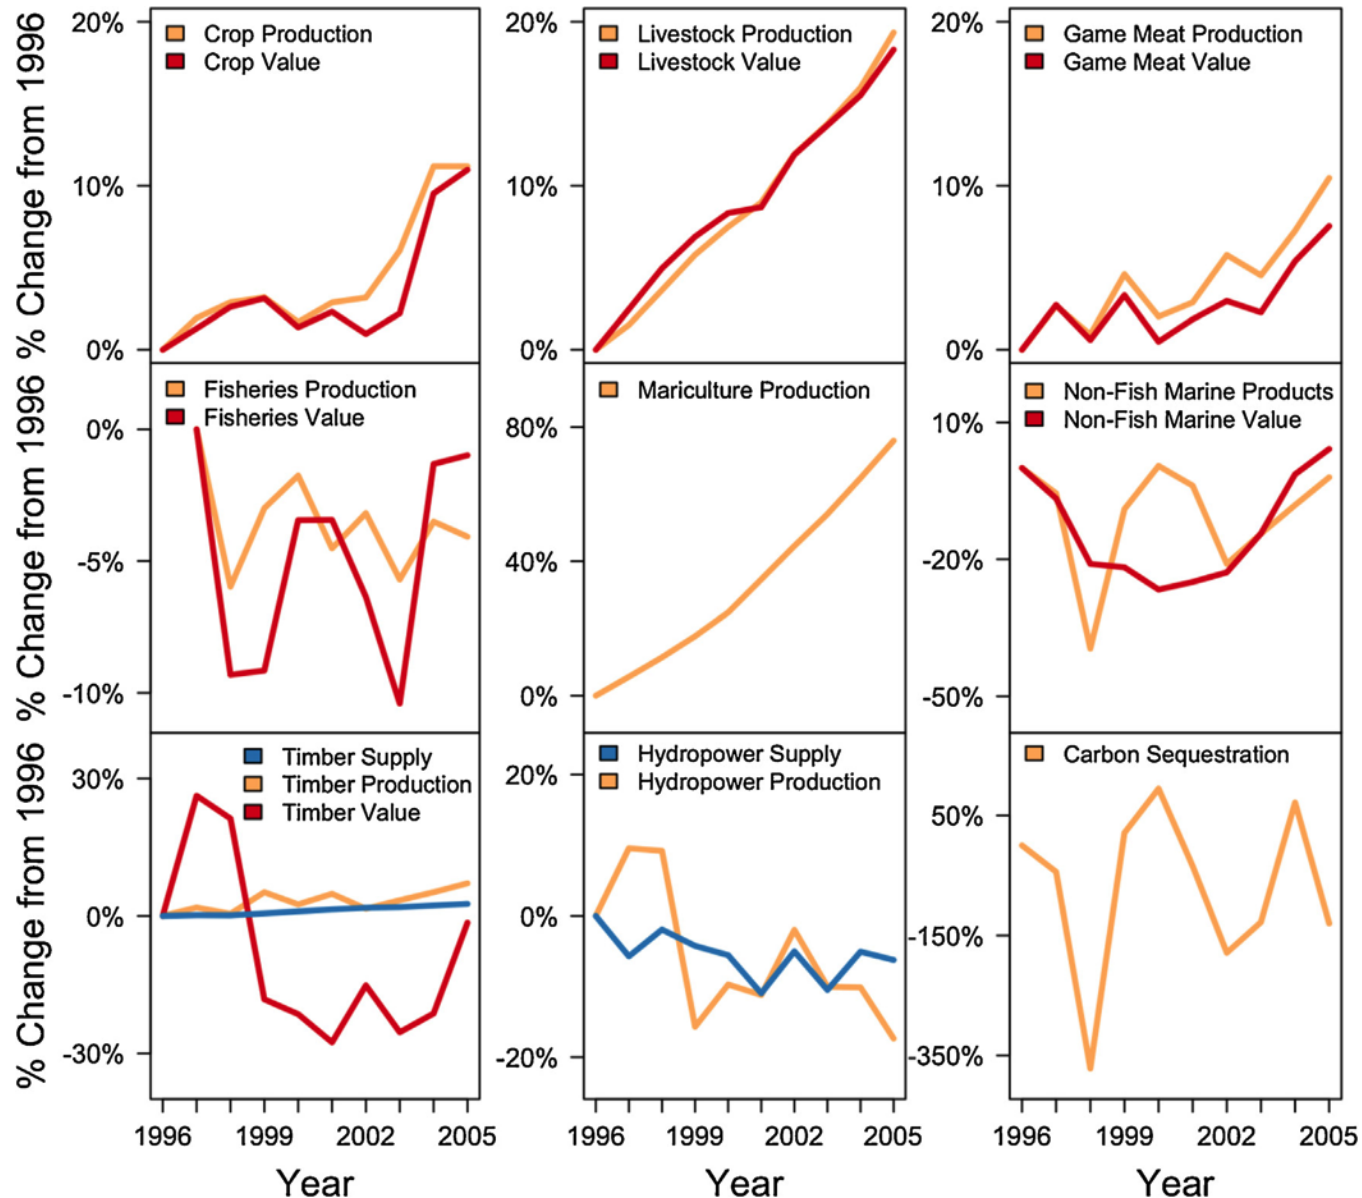 % Change from 1996
20%
10%
0%
Crop Production
Crop Value
20%
10%
0%
Livestock Production
Livestock Value
20%
10%
0%
Game Meat Production
Game Meat Value
% Change from 1996
0%
-5%
-10%
Fisheries Production
Fisheries Value
80%
40%
0%
Mariculture Production
10%
-20%
-50%
Non-Fish Marine Products
Non-Fish Marine Value
% Change from 1996
30%
0%
-30%
Timber Supply
Timber Production
Timber Value
20%
0%
-20%
Hydropower Supply
Hydropower Production
50%
-150%
-350%
Carbon Sequestration
1996 1999 2002 2005
1996 1999 2002 2005
1996 1999 2002 2005
Year
Year
Year